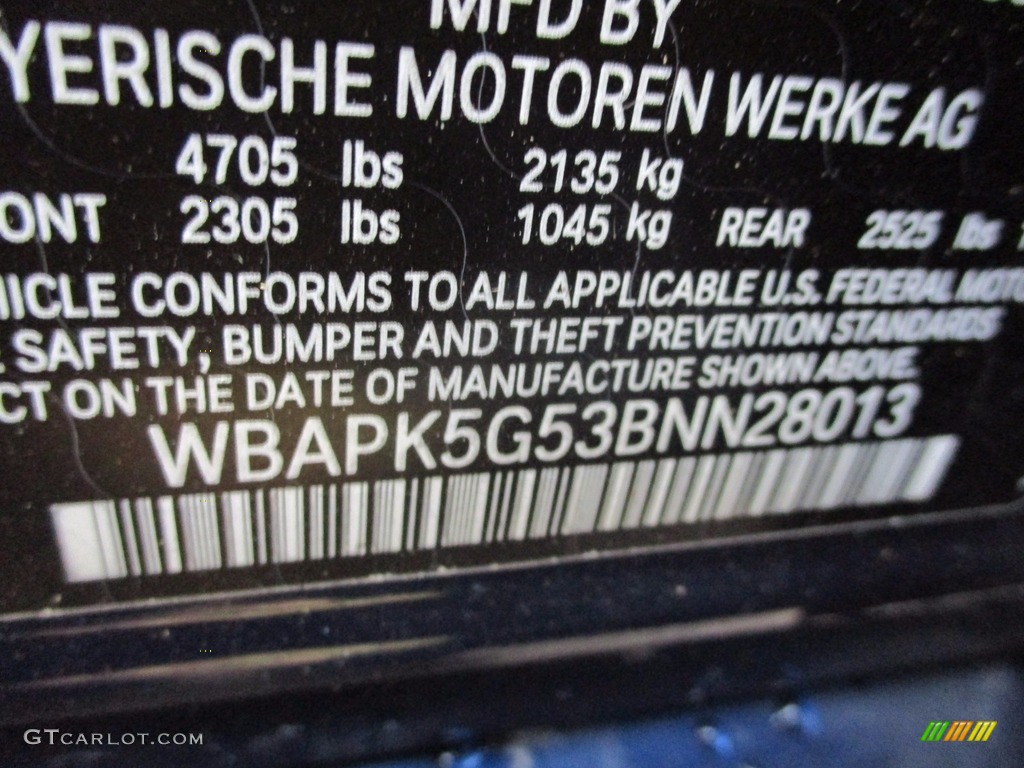 MFD BY
YERISCHE MOTOREN WERKE AG
4705 lbs 2135 kg
ONT 2305 lbs 1045 kg REAR 2525 lbs
HICLE CONFORMS TO ALL APPLICABLE U.S. FEDERAL MOTO
SAFETY, BUMPER AND THEFT PREVENTION STANDARDS
CT ON THE DATE OF MANUFACTURE SHOWN ABOVE.
WBAPK5G53BNN28013
GTCARLOT.COM